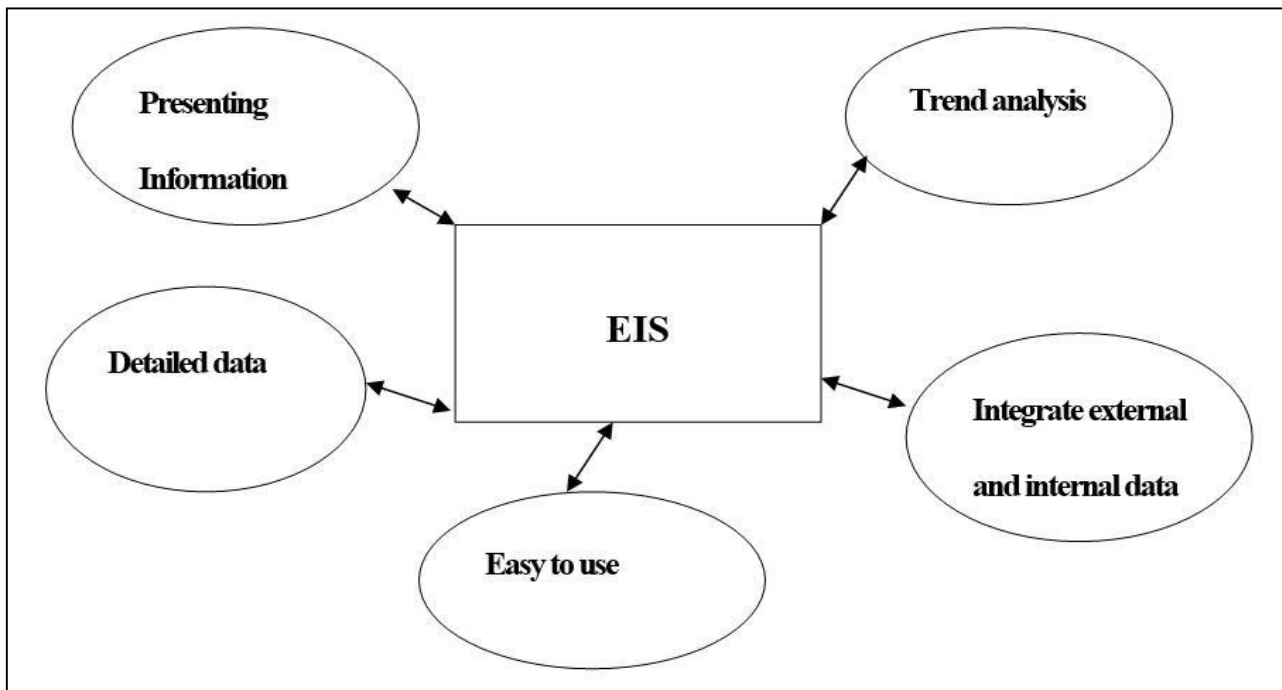 Presenting
Information
Trend analysis
EIS
Detailed data
Integrate external
and internal data
Easy to use